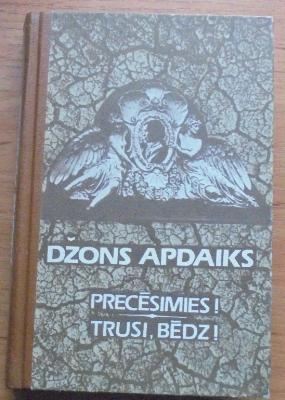 DŽONS APDAIKS
PRECĒSIMIES!
TRUSI, BĒDZ!